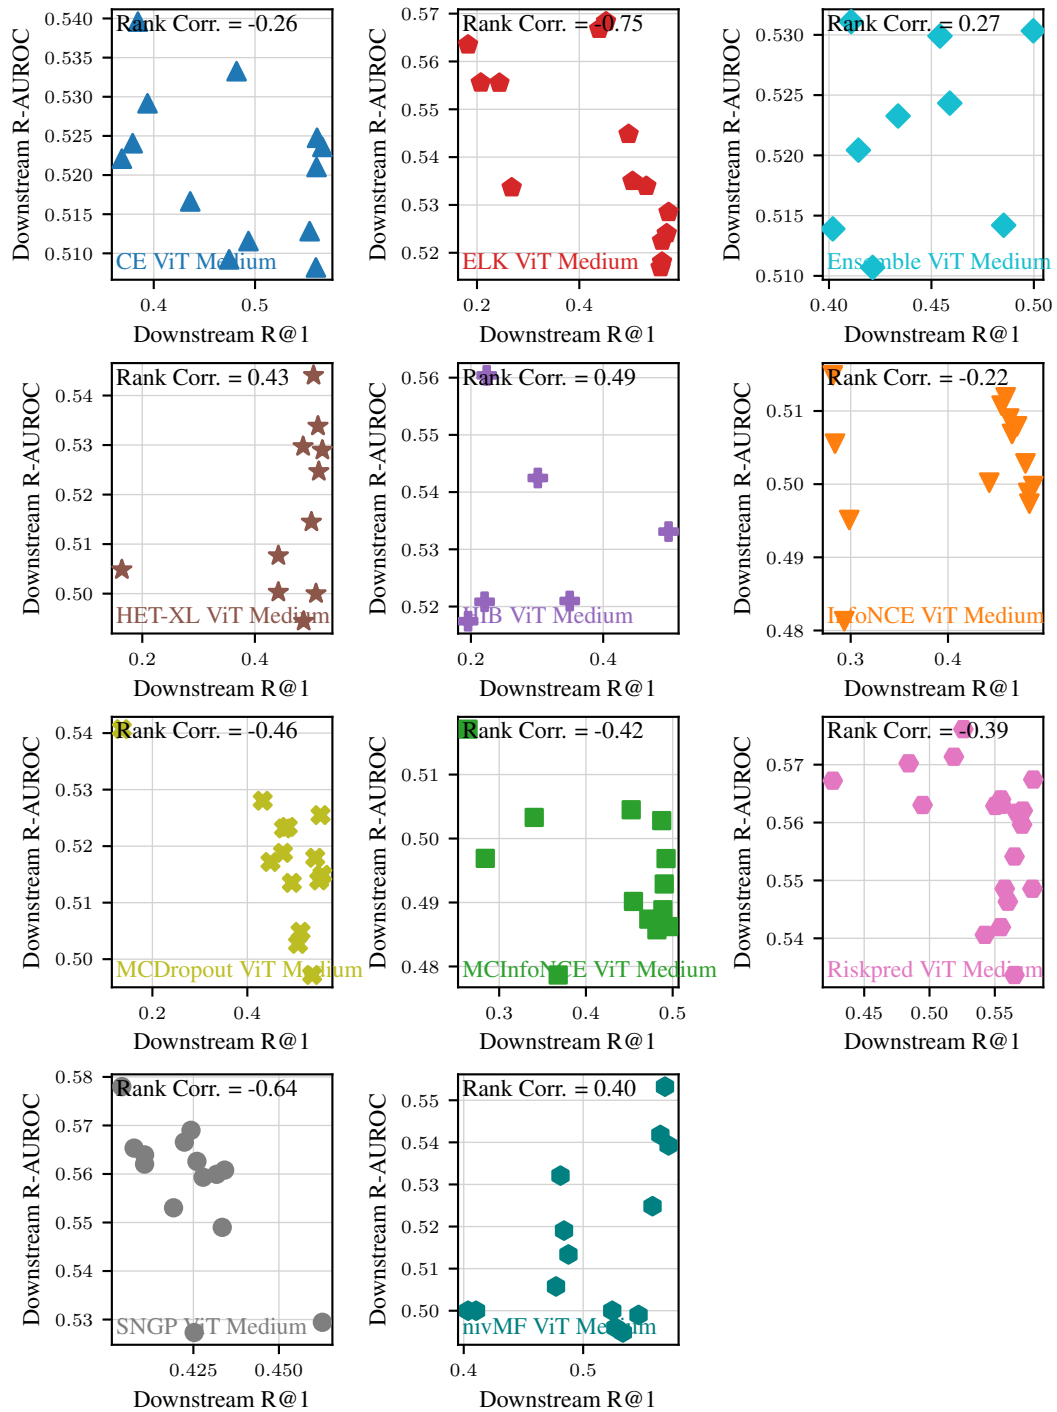 Rank Corr. = -0.26
Downstream R-AUROC
0.540
0.535
0.530
0.525
0.520
0.515
0.510
CE ViT Medium
0.4 0.5
Downstream R@1
Rank Corr. = -0.75
Downstream R-AUROC
0.57
0.56
0.55
0.54
0.53
0.52
ELK ViT Medium
0.2 0.4
Downstream R@1
Rank Corr. = 0.27
Downstream R-AUROC
0.530
0.525
0.520
0.515
0.510
Ensemble ViT Medium
0.40 0.45 0.50
Downstream R@1
Rank Corr. = 0.43
Downstream R-AUROC
0.54
0.53
0.52
0.51
0.50
HET-XL ViT Medium
0.2 0.4
Downstream R@1
Rank Corr. = 0.49
Downstream R-AUROC
0.56
0.55
0.54
0.53
0.52
HIB ViT Medium
0.2 0.4
Downstream R@1
Rank Corr. = -0.22
Downstream R-AUROC
0.51
0.50
0.49
0.48
InfoNCE ViT Medium
0.3 0.4
Downstream R@1
Rank Corr. = -0.46
Downstream R-AUROC
0.54
0.53
0.52
0.51
0.50
MCDropout ViT Medium
0.2 0.4
Downstream R@1
Rank Corr. = -0.42
Downstream R-AUROC
0.51
0.50
0.49
0.48
MCInfoNCE ViT Medium
0.3 0.4 0.5
Downstream R@1
Rank Corr. = -0.39
Downstream R-AUROC
0.57
0.56
0.55
0.54
Riskpred ViT Medium
0.45 0.50 0.55
Downstream R@1
Rank Corr. = -0.64
Downstream R-AUROC
0.58
0.57
0.56
0.55
0.54
0.53
SNGP ViT Medium
0.425 0.450
Downstream R@1
Rank Corr. = 0.40
Downstream R-AUROC
0.55
0.54
0.53
0.52
0.51
0.50
nivMF ViT Medium
0.4 0.5
Downstream R@1